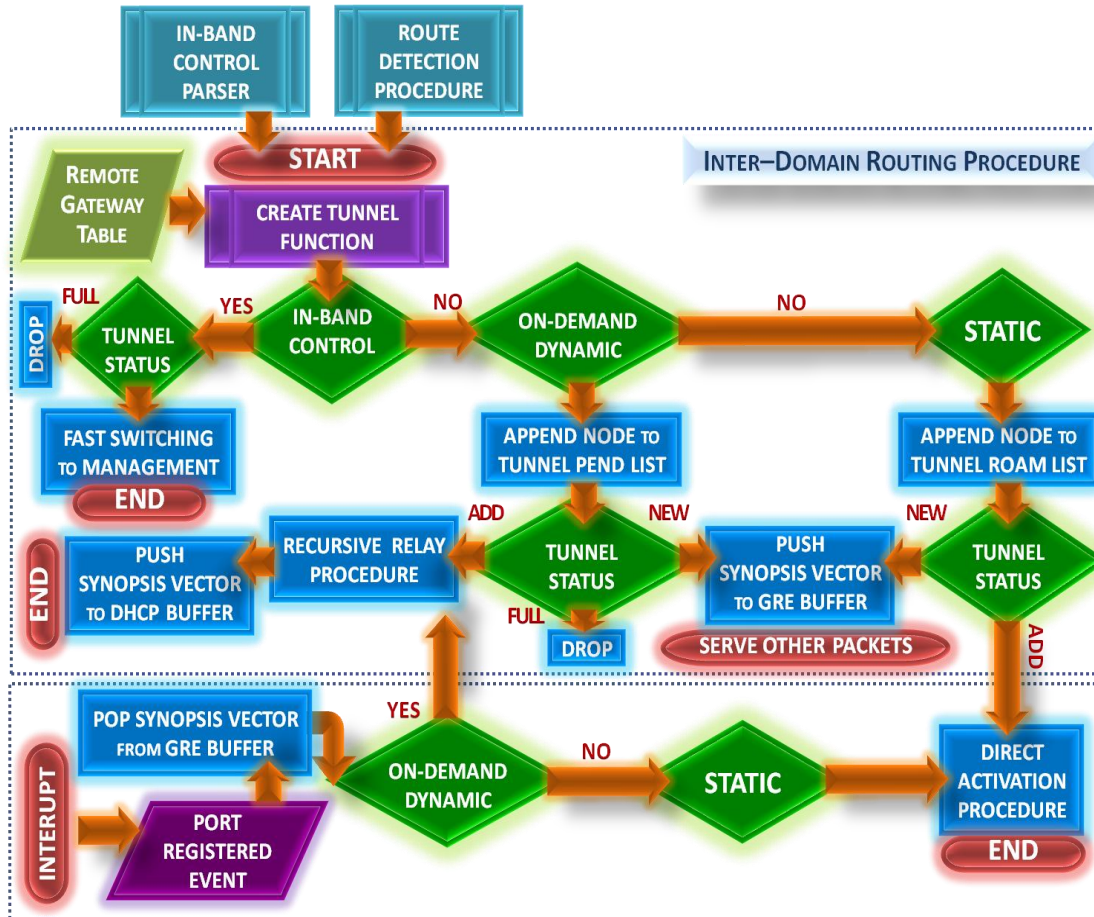 IN-BAND
CONTROL
PARSER
ROUTE
DETECTION
PROCEDURE
START
INTER–DOMAIN ROUTING PROCEDURE
REMOTE
GATEWAY
TABLE
CREATE TUNNEL
FUNCTION
FULL
YES
NO
NO
DROP
TUNNEL
STATUS
IN-BAND
CONTROL
ON-DEMAND
DYNAMIC
STATIC
FAST SWITCHING
TO MANAGEMENT
END
APPEND NODE TO
TUNNEL PEND LIST
APPEND NODE TO
TUNNEL ROAM LIST
ADD
NEW
NEW
END
PUSH
SYNOPSIS VECTOR
TO DHCP BUFFER
RECURSIVE RELAY
PROCEDURE
TUNNEL
STATUS
PUSH
SYNOPSIS VECTOR
TO GRE BUFFER
TUNNEL
STATUS
FULL
DROP
SERVE OTHER PACKETS
ADD
POP SYNOPSIS VECTOR
FROM GRE BUFFER
YES
ON-DEMAND
DYNAMIC
NO
STATIC
DIRECT
ACTIVATION
PROCEDURE
END
INTERUPT
PORT
REGISTERED
EVENT